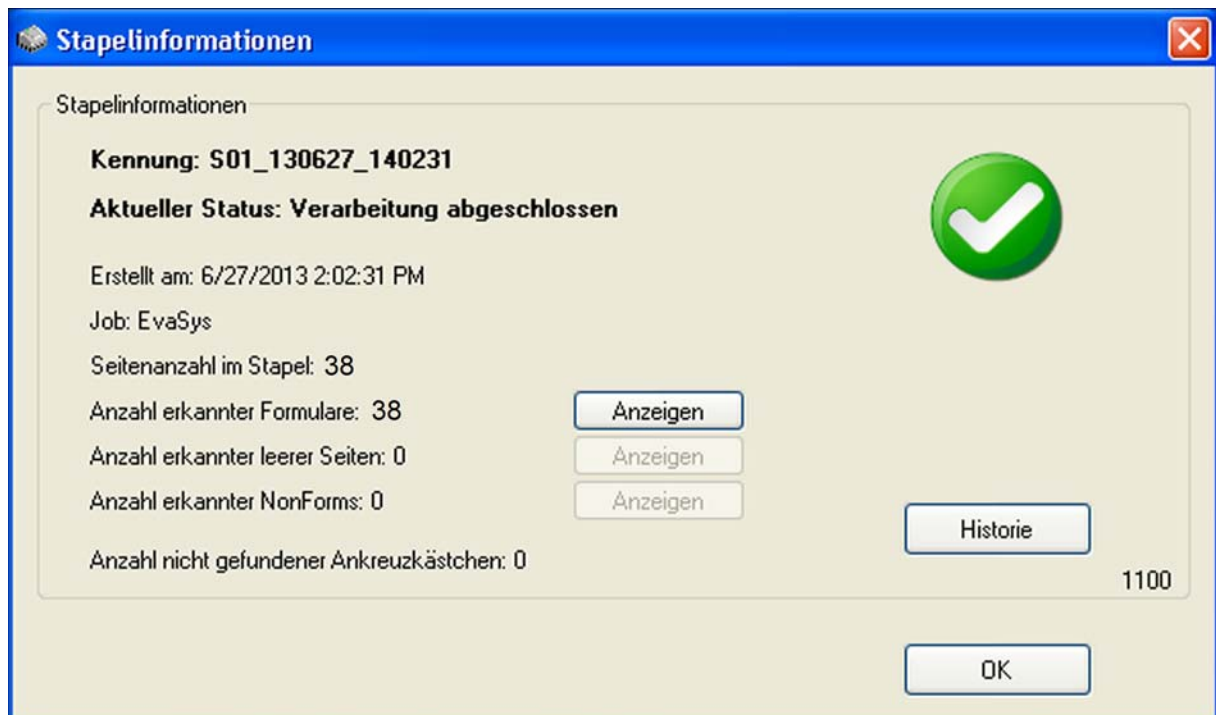 Stapelinformationen
Stapelinformationen
Kennung: S01_130627_140231
Aktueller Status: Verarbeitung abgeschlossen
Erstellt am: 6/27/2013 2:02:31 PM
Job: EvaSys
Seitenanzahl im Stapel: 38
Anzahl erkannter Formulare: 38 Anzeigen
Anzahl erkannter leerer Seiten: 0 Anzeigen
Anzahl erkannter NonForms: 0 Anzeigen
Historie
Anzahl nicht gefundener Ankreuzkästchen: 0
1100
OK